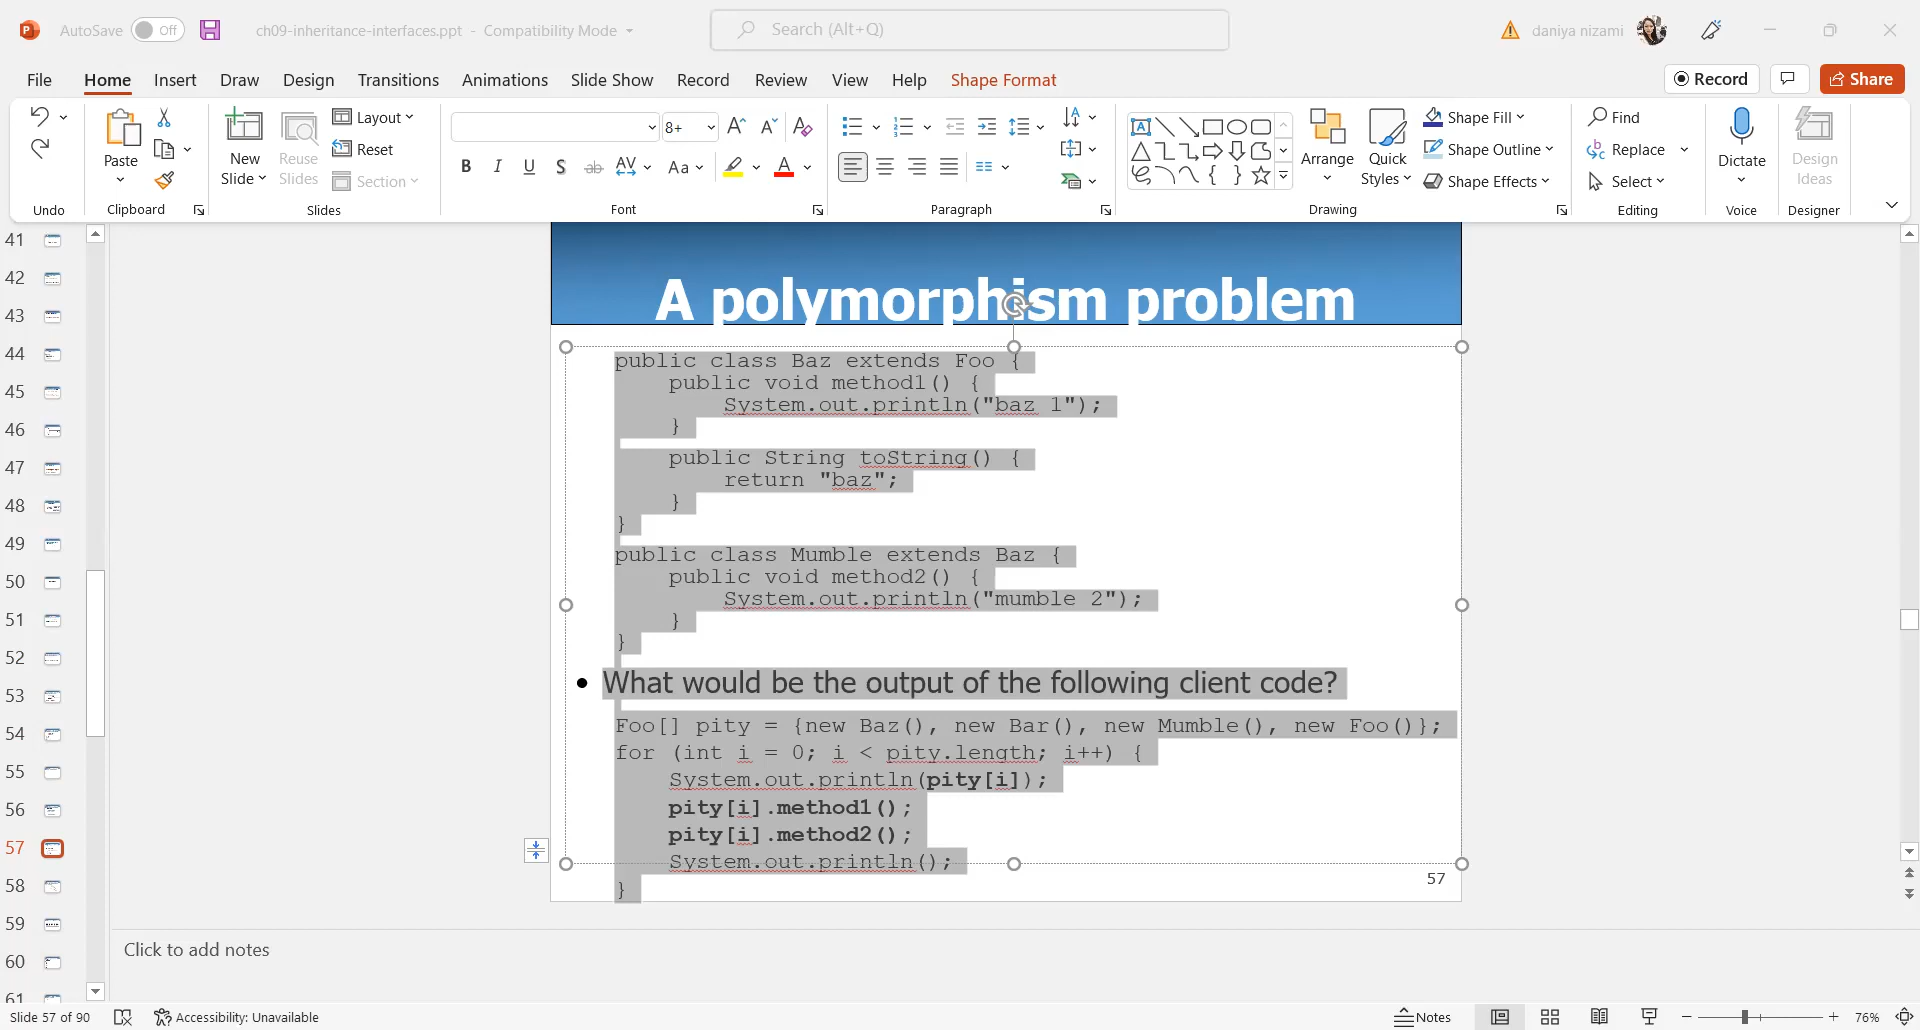 AutoSave Off ch09-inheritance-interfaces.ppt - Compatibility Mode Search (Alt+Q) daniya nizami
File Home Insert Draw Design Transitions Animations Slide Show Record Review View Help Shape Format Record Share
Paste
Clipboard
Undo
New Slide
Reuse Slides
Layout
Reset
Section
Slides
8+
B I U S ab AV Aa A
Font
Paragraph
Arrange
Quick Styles
Shape Fill
Shape Outline
Shape Effects
Drawing
Find
Replace
Select
Editing
Dictate
Voice
Design Ideas
Designer
41
42
43
44
45
46
47
48
49
50
51
52
53
54
55
56
57
58
59
60
61
A polymorphism problem
public class Baz extends Foo {
public void method1() {
System.out.println("baz 1");
}
public String toString() {
return "baz";
}
}
public class Mumble extends Baz {
public void method2() {
System.out.println("mumble 2");
}
}
• What would be the output of the following client code?
Foo[] pity = {new Baz(), new Bar(), new Mumble(), new Foo()};
for (int i = 0; i < pity.length; i++) {
System.out.println(pity[i]);
pity[i].method1();
pity[i].method2();
System.out.println();
}
57
Click to add notes
Slide 57 of 90 Accessibility: Unavailable Notes 76%